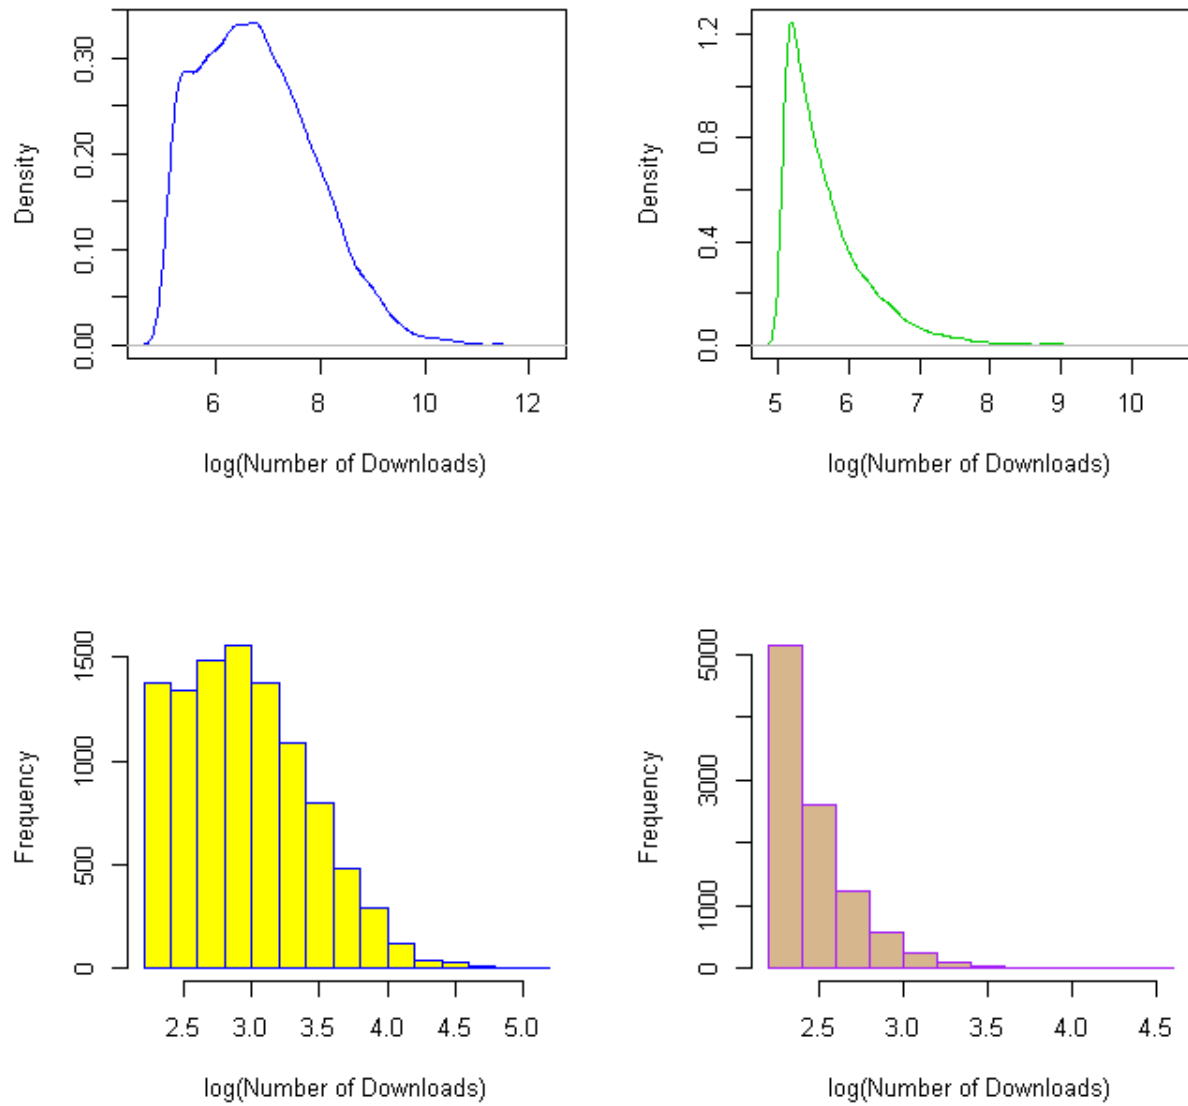 Density
0.00 0.10 0.20 0.30
6 8 10 12
log(Number of Downloads)
Density
0.0 0.4 0.8 1.2
5 6 7 8 9 10
log(Number of Downloads)
Frequency
0 500 1000 1500
2.5 3.0 3.5 4.0 4.5 5.0
log(Number of Downloads)
Frequency
0 1000 3000 5000
2.5 3.0 3.5 4.0 4.5
log(Number of Downloads)